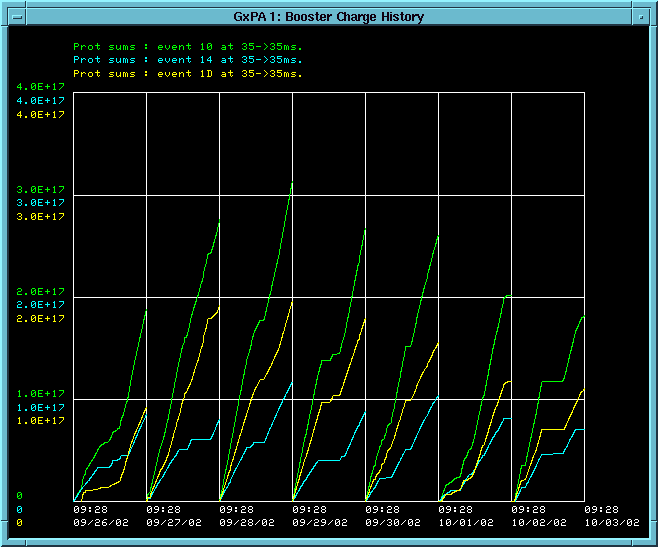 GxPA 1: Booster Charge History
Prot sums : event 10 at 35->35ms.
Prot sums : event 14 at 35->35ms.
Prot sums : event 1D at 35->35ms.
4.0E+17
4.0E+17
4.0E+17
3.0E+17
3.0E+17
3.0E+17
2.0E+17
2.0E+17
2.0E+17
1.0E+17
1.0E+17
1.0E+17
0
0
0
09:28 09:28 09:28 09:28 09:28 09:28 09:28 09:28
09/26/02 09/27/02 09/28/02 09/29/02 09/30/02 10/01/02 10/02/02 10/03/02